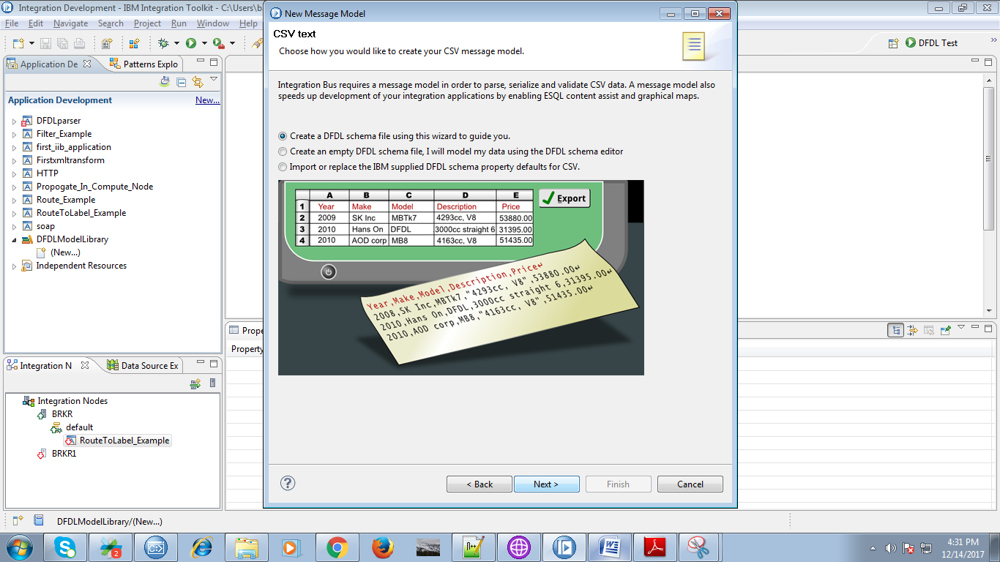 Integration Development - IBM Integration Toolkit - C:\Users\b
File Edit Navigate Search Project Run Window Help
DFDL Test
Application De
Patterns Explo
Application Development
New...
DFDLparser
Filter_Example
first_iib_application
Firstxmltransform
HTTP
Propogate_In_Compute_Node
Route_Example
RouteToLabel_Example
soap
DFDLModelLibrary
(New...)
Independent Resources
Integration N
Data Source Ex
Integration Nodes
BRKR
default
RouteToLabel_Example
BRKR1
Prope
Property
New Message Model
CSV text
Choose how you would like to create your CSV message model.
Integration Bus requires a message model in order to parse, serialize and validate CSV data. A message model also
speeds up development of your integration applications by enabling ESQL content assist and graphical maps.
Create a DFDL schema file using this wizard to guide you.
Create an empty DFDL schema file, I will model my data using the DFDL schema editor
Import or replace the IBM supplied DFDL schema property defaults for CSV.
A B C D E
1 Year Make Model Description Price
2 2009 SK Inc MBTk7 4293cc, V8 53880.00
3 2010 Hans On DFDL 3000cc straight 6 31395.00
4 2010 AOD corp MB8 4163cc, V8 51435.00
Export
Year,Make,Model,Description,Price↵
2008,SK Inc,MBTk7,"4293cc, V8",53880.00↵
2010,Hans On,DFDL,3000cc straight 6,31395.00↵
2010,AOD corp,MB8,"4163cc, V8",51435.00↵
< Back
Next >
Finish
Cancel
DFDLModelLibrary/(New...)
2
4:31 PM
12/14/2017